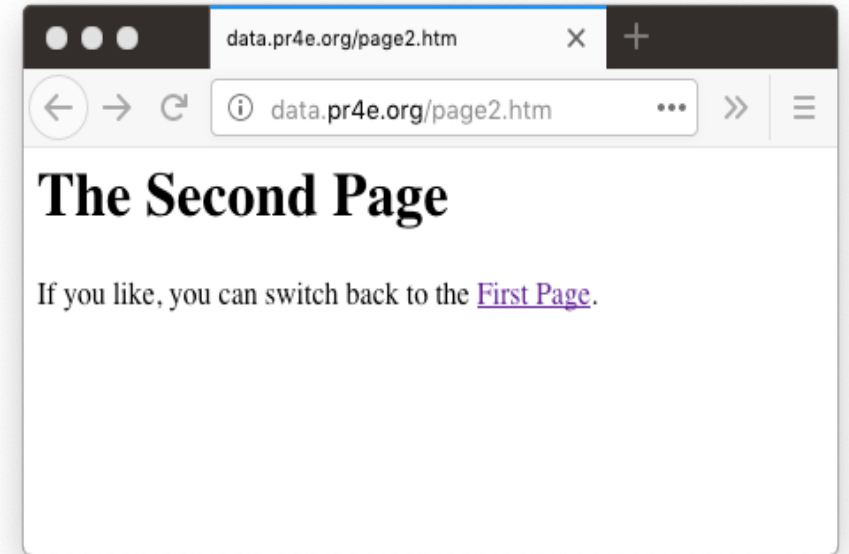 data.pr4e.org/page2.htm
data.pr4e.org/page2.htm
The Second Page
If you like, you can switch back to the First Page.